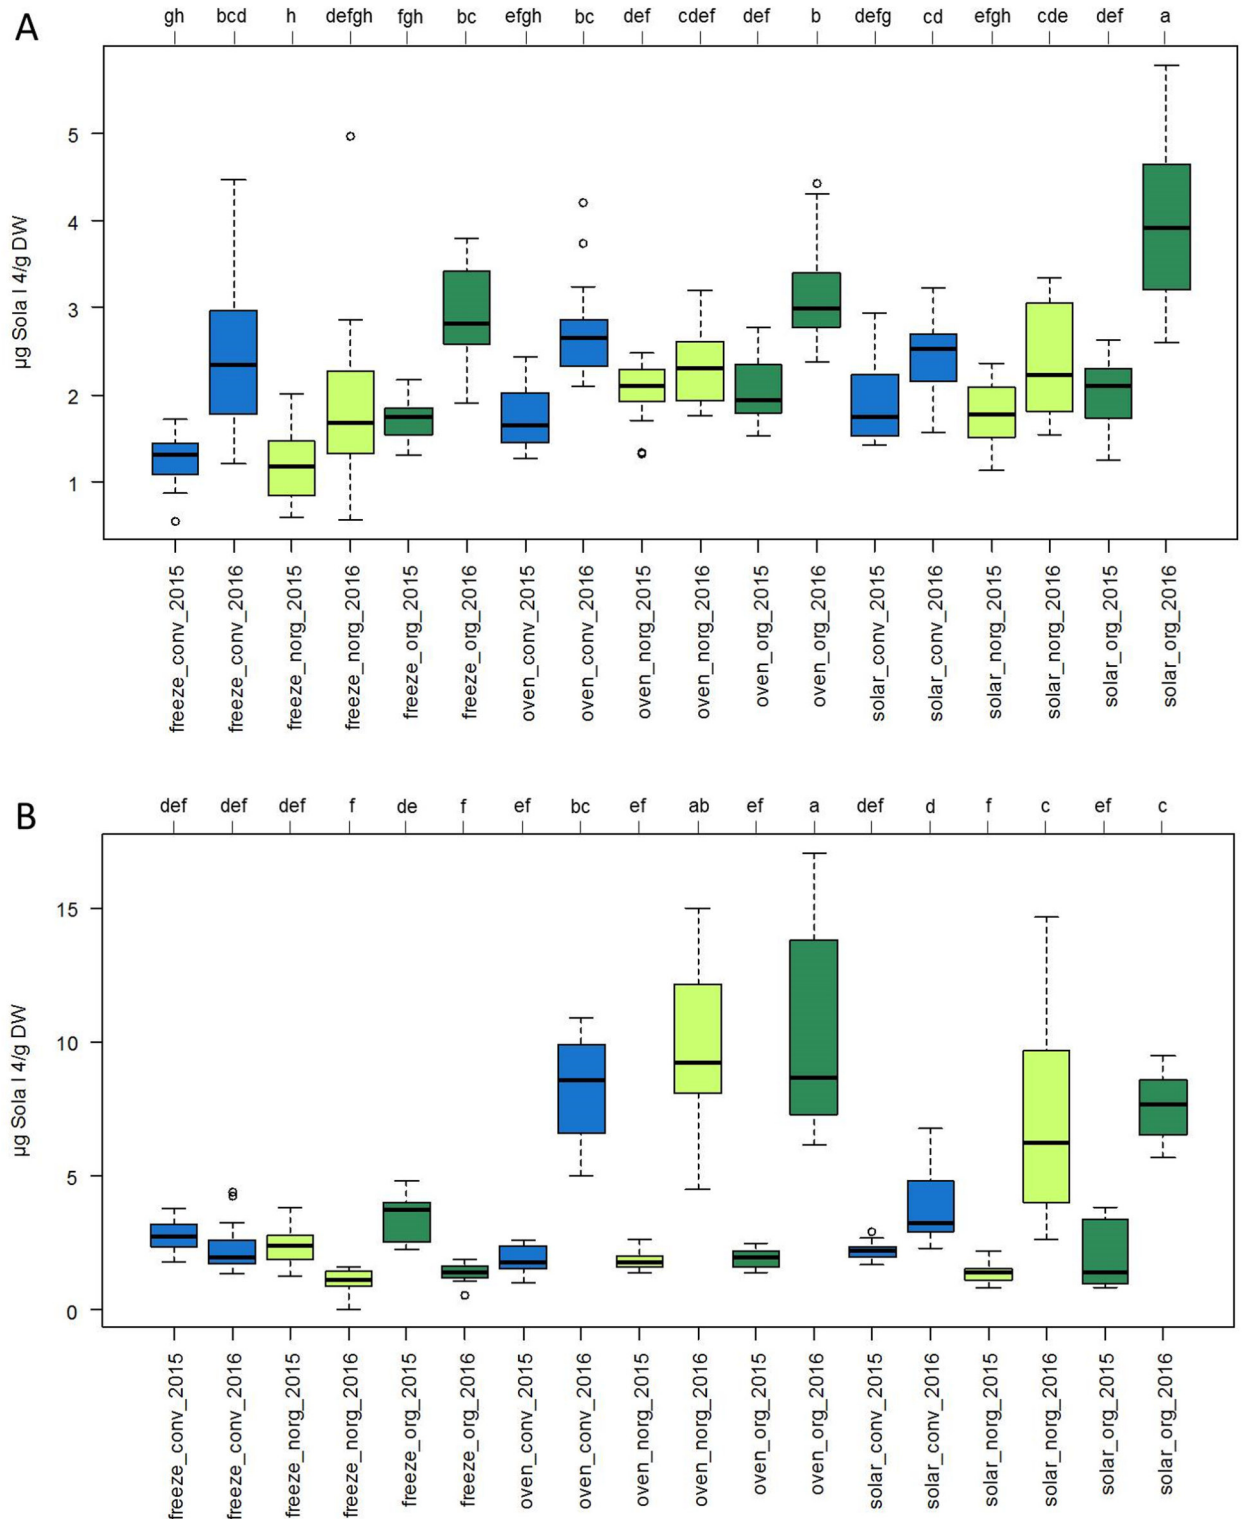 A
gh bcd h defgh fgh bc efgh bc def cdef def b defg cd efgh cde def a
µg Sola l 4/g DW
5
4
3
2
1
freeze_conv_2015
freeze_conv_2016
freeze_norg_2015
freeze_norg_2016
freeze_org_2015
freeze_org_2016
oven_conv_2015
oven_conv_2016
oven_norg_2015
oven_norg_2016
oven_org_2015
oven_org_2016
solar_conv_2015
solar_conv_2016
solar_norg_2015
solar_norg_2016
solar_org_2015
solar_org_2016
B
def def def f de f ef bc ef ab ef a def d f c ef c
µg Sola l 4/g DW
15
10
5
0
freeze_conv_2015
freeze_conv_2016
freeze_norg_2015
freeze_norg_2016
freeze_org_2015
freeze_org_2016
oven_conv_2015
oven_conv_2016
oven_norg_2015
oven_norg_2016
oven_org_2015
oven_org_2016
solar_conv_2015
solar_conv_2016
solar_norg_2015
solar_norg_2016
solar_org_2015
solar_org_2016